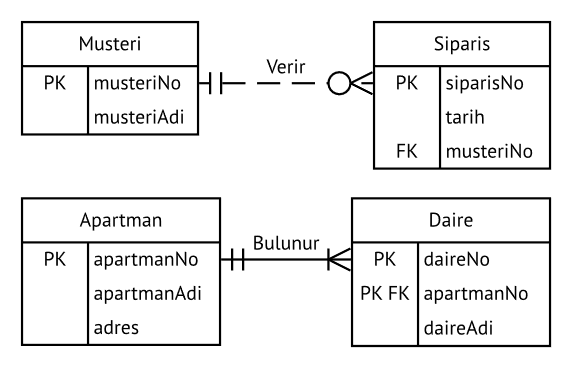 Musteri
PK musteriNo
musteriAdi
Verir
Siparis
PK siparisNo
tarih
FK musteriNo
Apartman
PK apartmanNo
apartmanAdi
adres
Bulunur
Daire
PK daireNo
PK FK apartmanNo
daireAdi